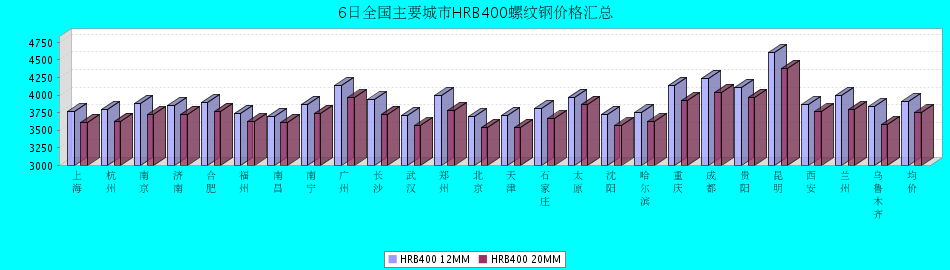 6日全国主要城市HRB400螺纹钢价格汇总
4750
4500
4250
4000
3750
3500
3250
3000
上海 杭州 南京 济南 合肥 福州 南昌 南宁 广州 长沙 武汉 郑州 北京 天津 石家庄 太原 沈阳 哈尔滨 重庆 成都 贵阳 昆明 西安 兰州 乌鲁木齐 均价
HRB400 12MM HRB400 20MM